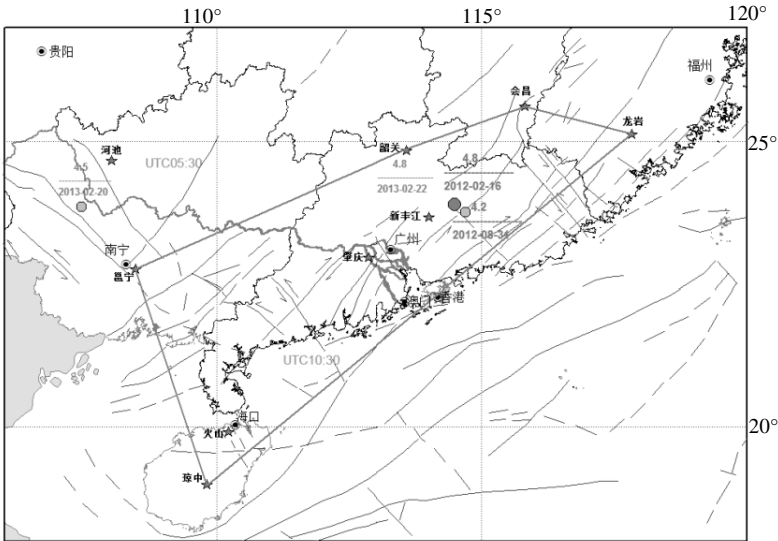 110°
115°
120°
贵阳
福州
会昌
龙岩
25°
韶关
河池
UTC05:30
4.5
4.8
4.8
2013-02-20
2013-02-22
2012-02-16
4.2
新丰江
2012-08-31
广州
南宁
邕宁
肇庆
澳门
香港
UTC10:30
海口
火山
20°
琼中